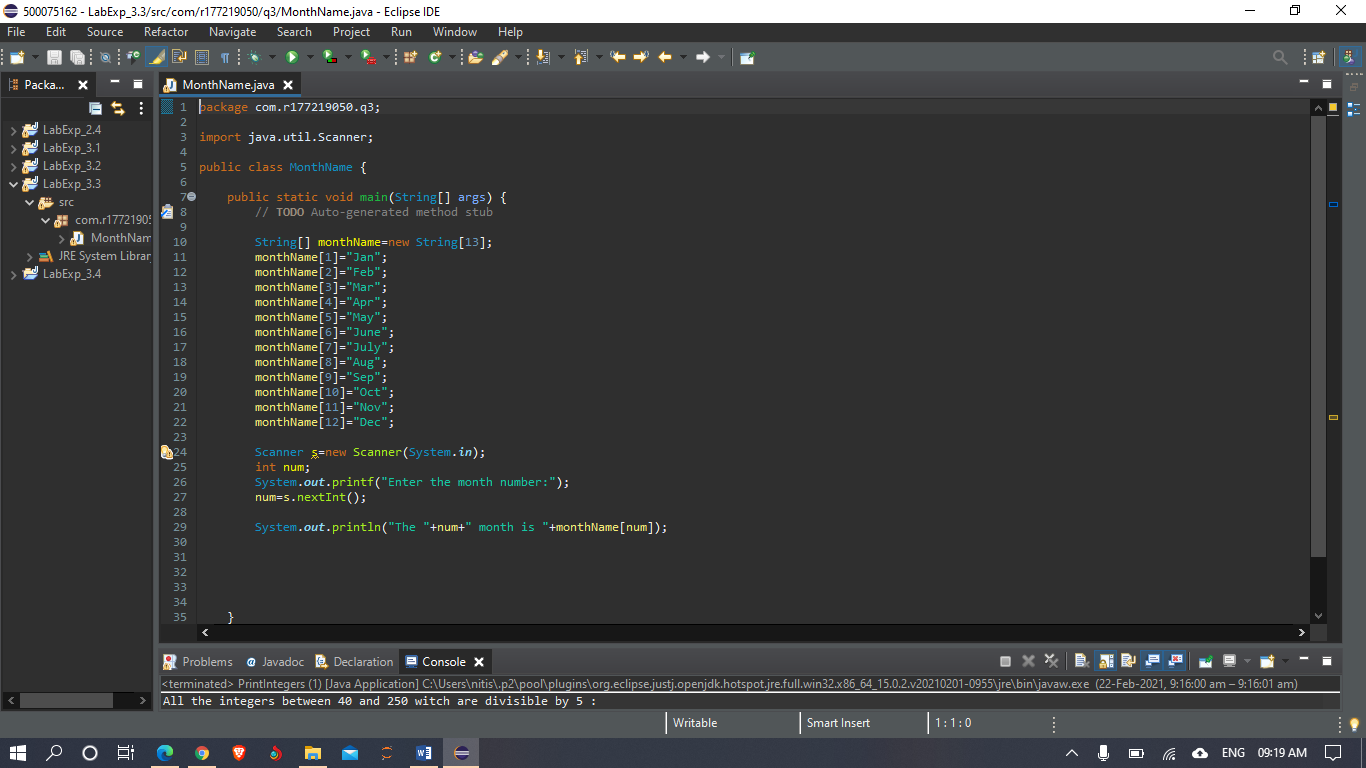 500075162 - LabExp_3.3/src/com/r177219050/q3/MonthName.java - Eclipse IDE
File Edit Source Refactor Navigate Search Project Run Window Help
Packa...
MonthName.java
LabExp_2.4
LabExp_3.1
LabExp_3.2
LabExp_3.3
src
com.r17721905
MonthNam
JRE System Librar
LabExp_3.4
1 package com.r177219050.q3;
2
3 import java.util.Scanner;
4
5 public class MonthName {
6
7 public static void main(String[] args) {
8 // TODO Auto-generated method stub
9
10 String[] monthName=new String[13];
11 monthName[1]="Jan";
12 monthName[2]="Feb";
13 monthName[3]="Mar";
14 monthName[4]="Apr";
15 monthName[5]="May";
16 monthName[6]="June";
17 monthName[7]="July";
18 monthName[8]="Aug";
19 monthName[9]="Sep";
20 monthName[10]="Oct";
21 monthName[11]="Nov";
22 monthName[12]="Dec";
23
24 Scanner s=new Scanner(System.in);
25 int num;
26 System.out.printf("Enter the month number:");
27 num=s.nextInt();
28
29 System.out.println("The "+num+" month is "+monthName[num]);
30
31
32
33
34
35 }
Problems Javadoc Declaration Console
<terminated> PrintIntegers (1) [Java Application] C:\Users\nitis\.p2\pool\plugins\org.eclipse.justj.openjdk.hotspot.jre.full.win32.x86_64_15.0.2.v20210201-0955\jre\bin\javaw.exe (22-Feb-2021, 9:16:00 am – 9:16:01 am)
All the integers between 40 and 250 witch are divisible by 5 :
Writable Smart Insert 1 : 1 : 0
ENG 09:19 AM